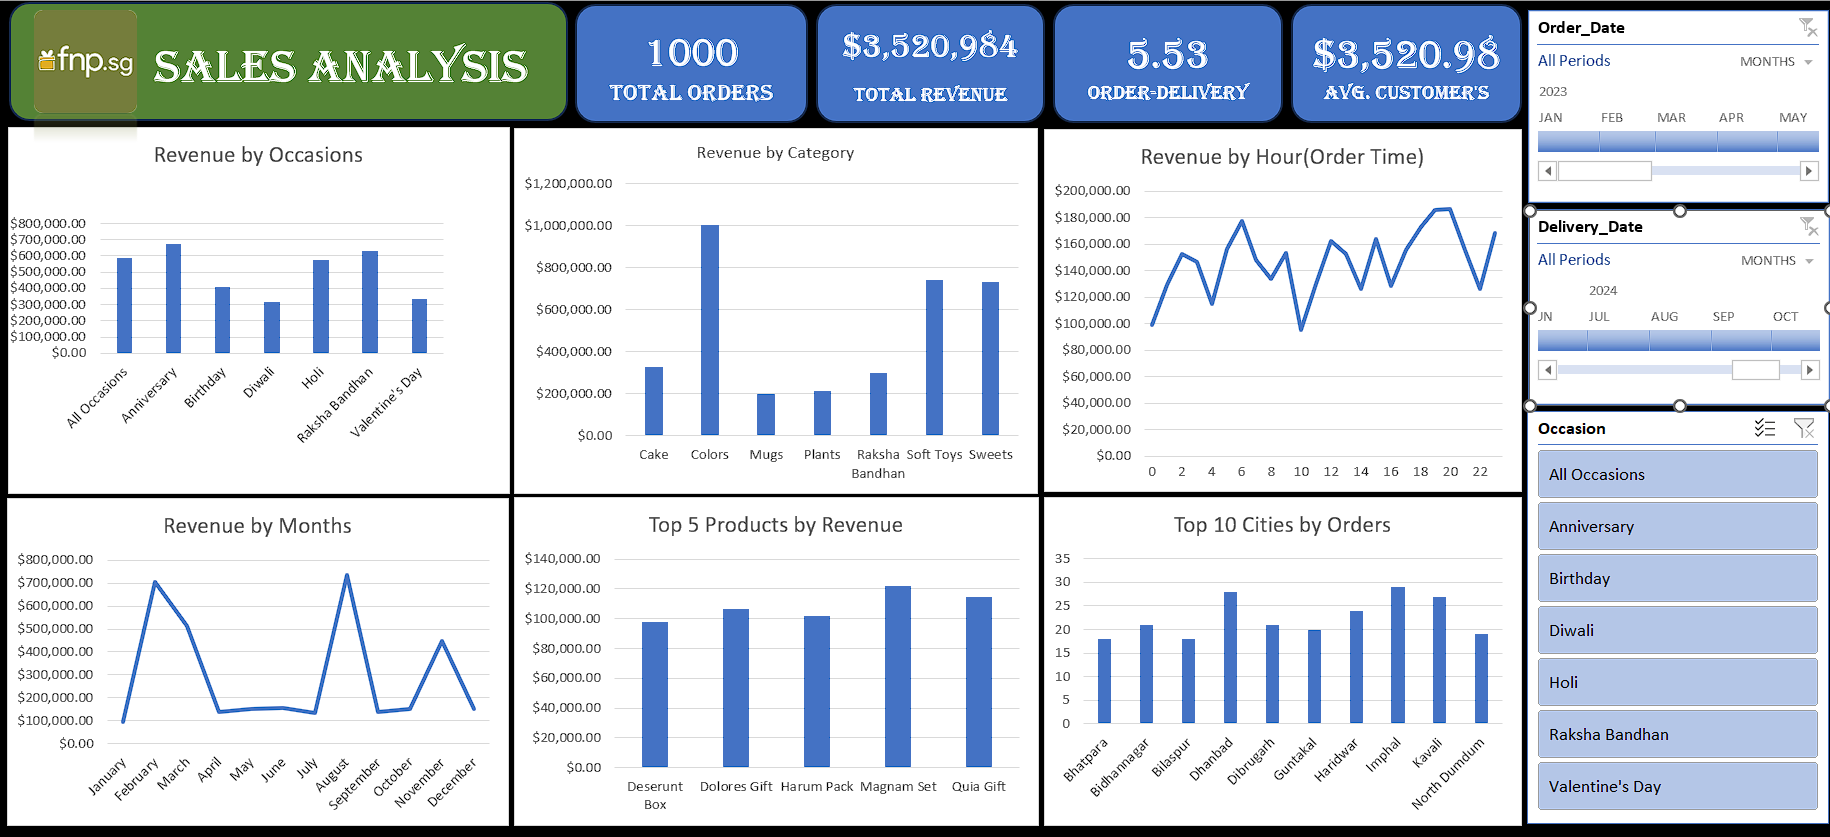 fnp.sg
SALES ANALYSIS
1000
TOTAL ORDERS
$3,520,984
TOTAL REVENUE
5.53
ORDER-DELIVERY
$3,520.98
AVG. CUSTOMER'S
Order_Date
All Periods
MONTHS
2023
JAN FEB MAR APR MAY
Delivery_Date
All Periods
MONTHS
2024
JN JUL AUG SEP OCT
Occasion
All Occasions
Anniversary
Birthday
Diwali
Holi
Raksha Bandhan
Valentine's Day
Revenue by Occasions
$800,000.00
$700,000.00
$600,000.00
$500,000.00
$400,000.00
$300,000.00
$200,000.00
$100,000.00
$0.00
All Occasions
Anniversary
Birthday
Diwali
Holi
Raksha Bandhan
Valentine's Day
Revenue by Category
$1,200,000.00
$1,000,000.00
$800,000.00
$600,000.00
$400,000.00
$200,000.00
$0.00
Cake Colors Mugs Plants Raksha Soft Toys Sweets
Bandhan
Revenue by Hour(Order Time)
$200,000.00
$180,000.00
$160,000.00
$140,000.00
$120,000.00
$100,000.00
$80,000.00
$60,000.00
$40,000.00
$20,000.00
$0.00
0 2 4 6 8 10 12 14 16 18 20 22
Revenue by Months
$800,000.00
$700,000.00
$600,000.00
$500,000.00
$400,000.00
$300,000.00
$200,000.00
$100,000.00
$0.00
January
February
March
April
May
June
July
August
September
October
November
December
Top 5 Products by Revenue
$140,000.00
$120,000.00
$100,000.00
$80,000.00
$60,000.00
$40,000.00
$20,000.00
$0.00
Deserunt Dolores Gift Harum Pack Magnam Set Quia Gift
Box
Top 10 Cities by Orders
35
30
25
20
15
10
5
0
Bhatpara
Bidhannagar
Bilaspur
Dhanbad
Dibrugarh
Guntakal
Haridwar
Imphal
Kavali
North Dumdum